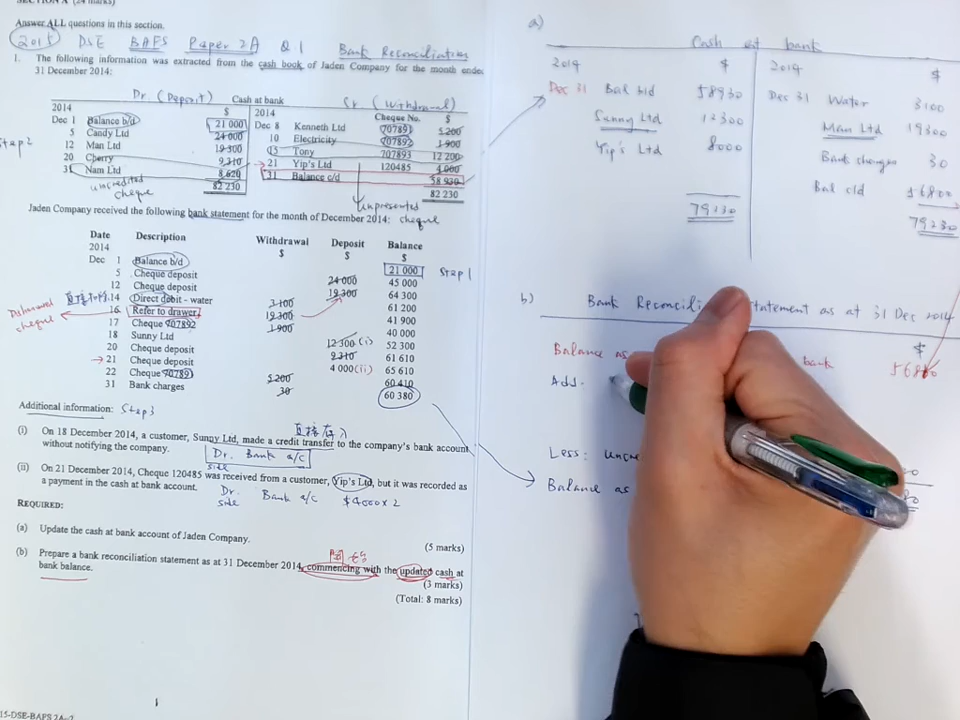 SECTION A (24 marks)
Answer ALL questions in this section.
2015 DSE BAFS Paper 2A Q.1 Bank Reconciliation
1. The following information was extracted from the cash book of Jaden Company for the month ende
31 December 2014:
Dr. (Deposit) Cash at bank Cr. (Withdrawal)
2014 $ 2014 Cheque No. $
Dec 1 Balance b/d 21 000 Dec 8 Kenneth Ltd 707891 5 200
5 Candy Ltd 24 000 10 Electricity 707892 1 900
12 Man Ltd 19 300 15 Tony 707893 12 200
20 Cherry 9 310 21 Yip's Ltd 120485 4 000
31 Nam Ltd 8 620 31 Balance c/d 58 930
82 230 82 230
Step2
uncredited
cheque
unpresented
cheque
Jaden Company received the following bank statement for the month of December 2014:
Date Description Withdrawal Deposit Balance
2014 $ $ $
Dec 1 Balance b/d 21 000 Step 1
5 Cheque deposit 24 000 45 000
12 Cheque deposit 19 300 64 300
14 Direct debit - water 3 100 61 200
16 Refer to drawer 19 300 41 900
17 Cheque 707892 1 900 40 000
18 Sunny Ltd 12 300 (i) 52 300
20 Cheque deposit 9 310 61 610
21 Cheque deposit 4 000 (ii) 65 610
22 Cheque 707891 5 200 60 410
31 Bank charges 30 60 380
Dishonoured
cheque
Additional information: Step3
直接存入
(i) On 18 December 2014, a customer, Sunny Ltd, made a credit transfer to the company's bank account
without notifying the company. Dr. Bank a/c
side
(ii) On 21 December 2014, Cheque 120485 was received from a customer, Yip's Ltd, but it was recorded as
a payment in the cash at bank account. Dr. Bank a/c $4000 x 2
side
REQUIRED:
(a) Update the cash at bank account of Jaden Company.
(5 marks)
(b) Prepare a bank reconciliation statement as at 31 December 2014, commencing with the updated cash at
bank balance.
(3 marks)
(Total: 8 marks)
1
15-DSE-BAFS 2A-2
a)
Cash at bank
2014 $ 2014 $
Dec 31 Bal b/d 58930 Dec 31 Water 3100
Sunny Ltd 12300 Man Ltd 19300
Yip's Ltd 8000 Bank charges 30
Bal c/d 56800
79230 79230
b) Bank Reconcili statement as at 31 Dec 2014
$
Balance as bank 56800
Add:
Less: uncre
Balance as